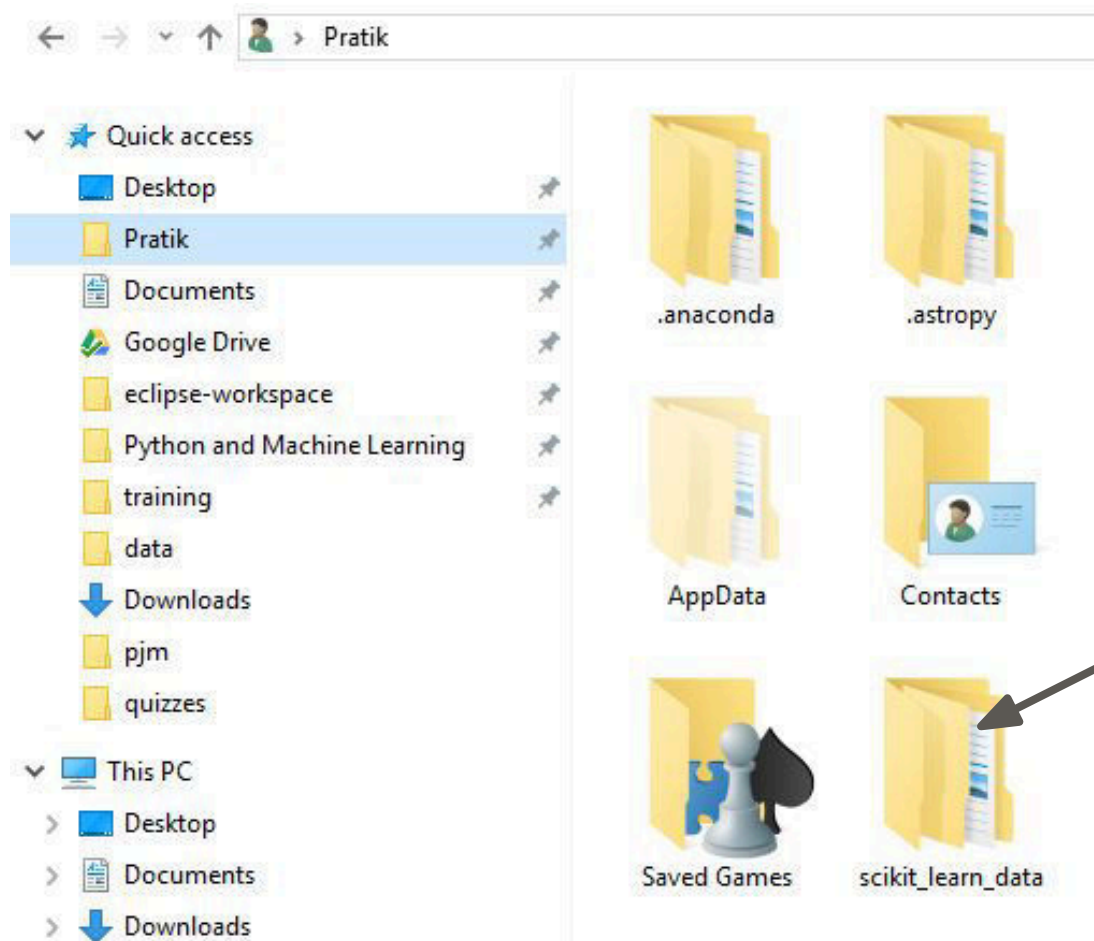 Pratik
Quick access
Desktop
Pratik
Documents
Google Drive
eclipse-workspace
Python and Machine Learning
training
data
Downloads
pjm
quizzes
This PC
Desktop
Documents
Downloads
.anaconda
.astropy
AppData
Contacts
Saved Games
scikit_learn_data